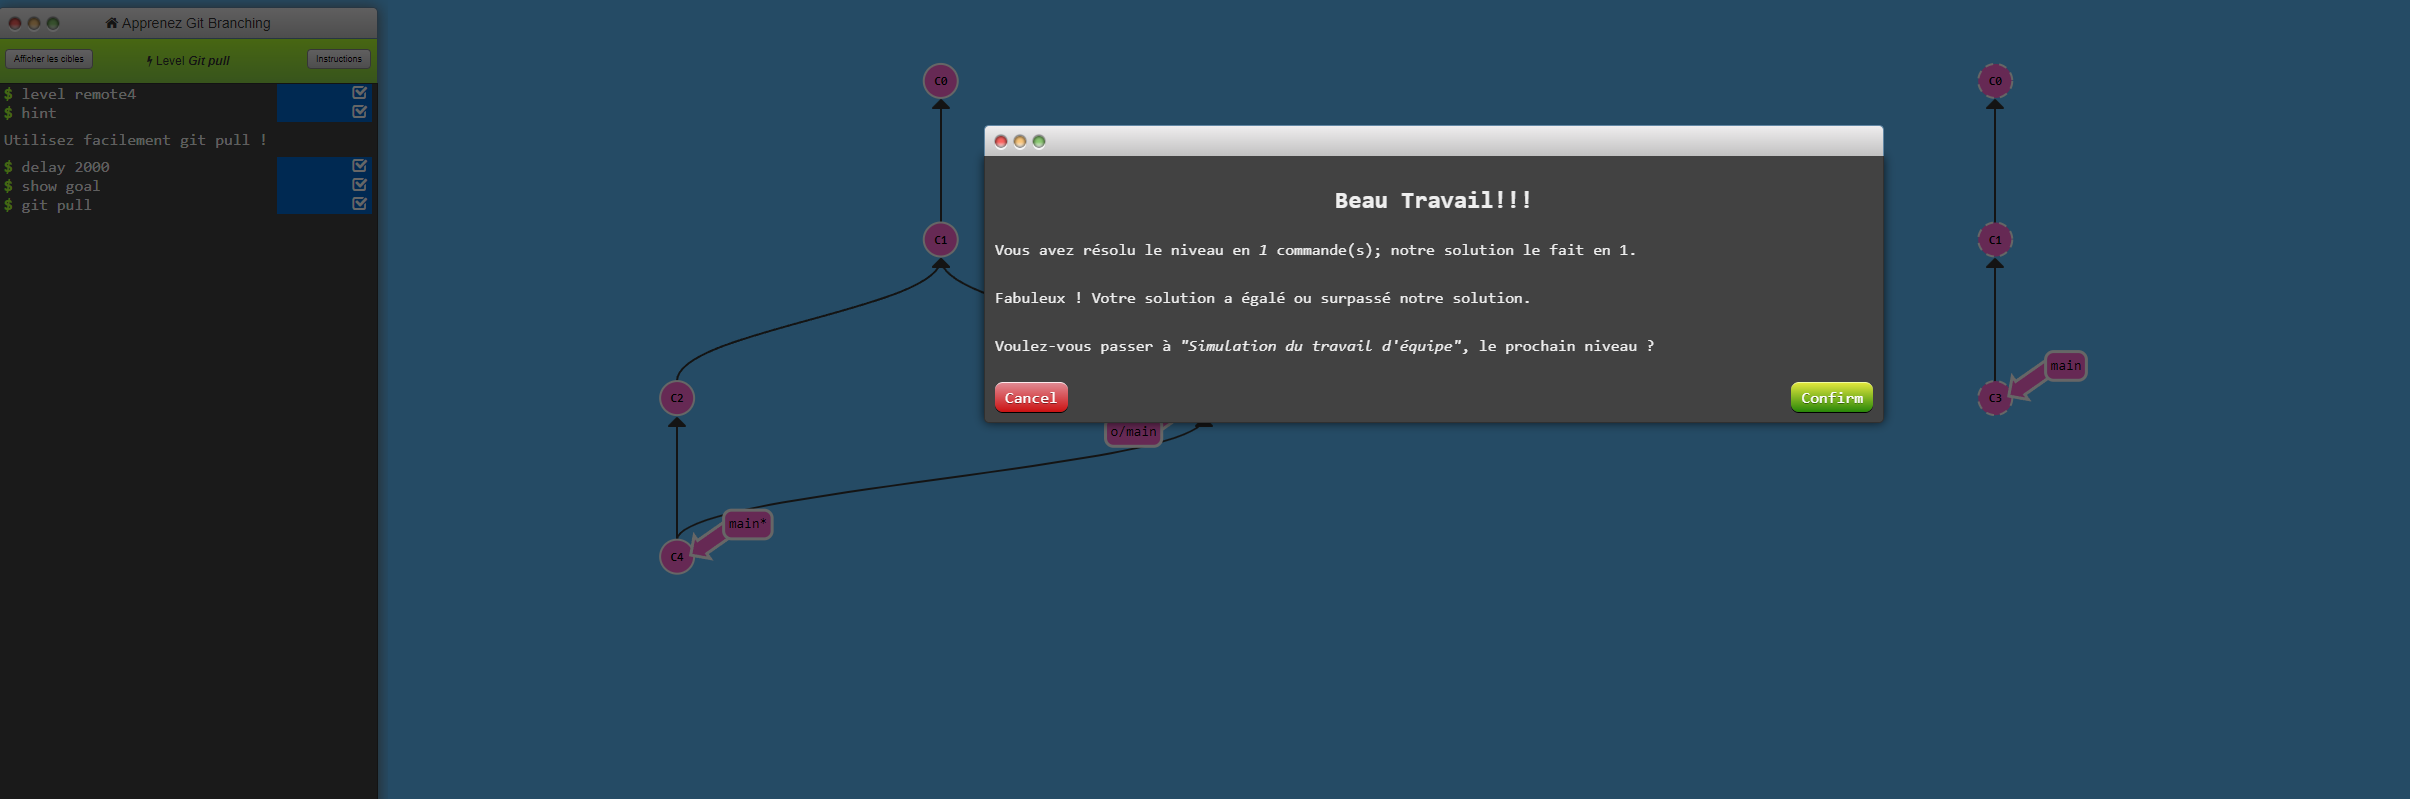 Apprenez Git Branching
Afficher les cibles
Level Git pull
Instructions
$ level remote4
$ hint
Utilisez facilement git pull !
$ delay 2000
$ show goal
$ git pull
C0
C1
C2
C4
main*
o/main
Beau Travail!!!
Vous avez résolu le niveau en 1 commande(s); notre solution le fait en 1.
Fabuleux ! Votre solution a égalé ou surpassé notre solution.
Voulez-vous passer à "Simulation du travail d'équipe", le prochain niveau ?
Cancel
Confirm
C0
C1
main
C3